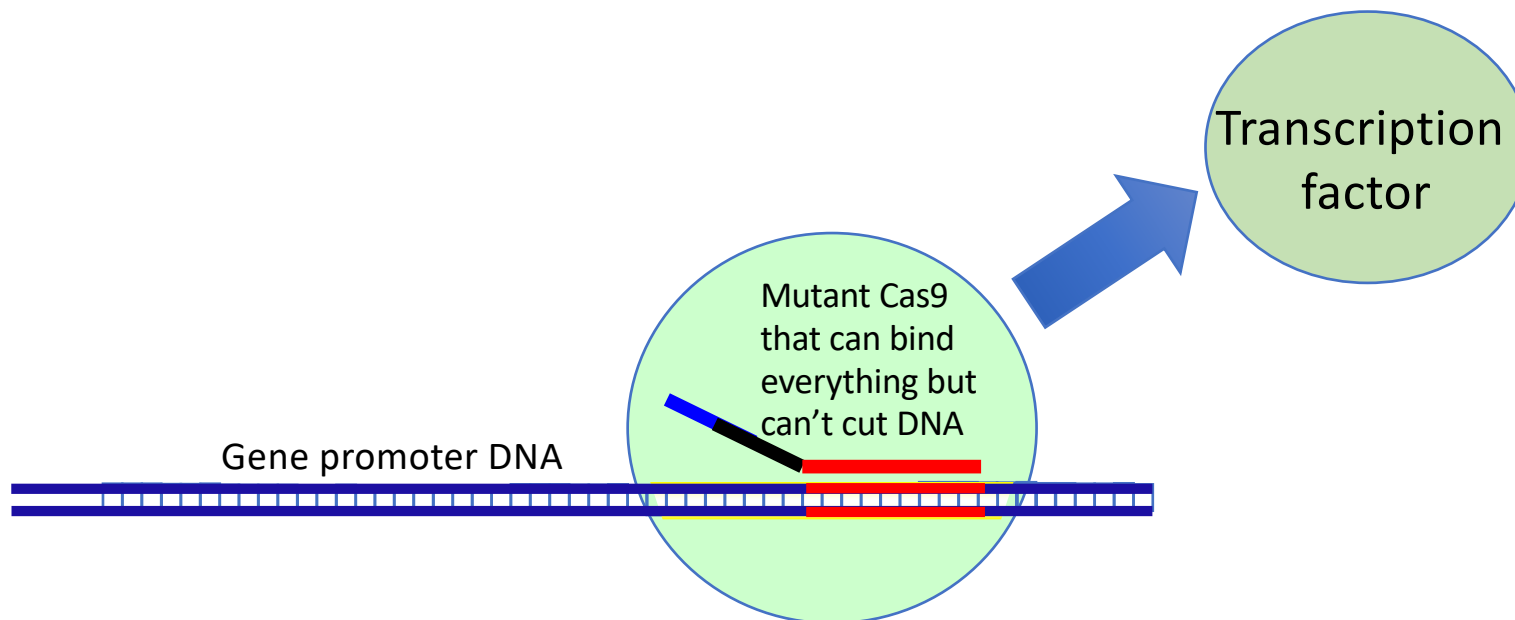 Transcription
factor
Mutant Cas9
that can bind
everything but
can’t cut DNA
Gene promoter DNA